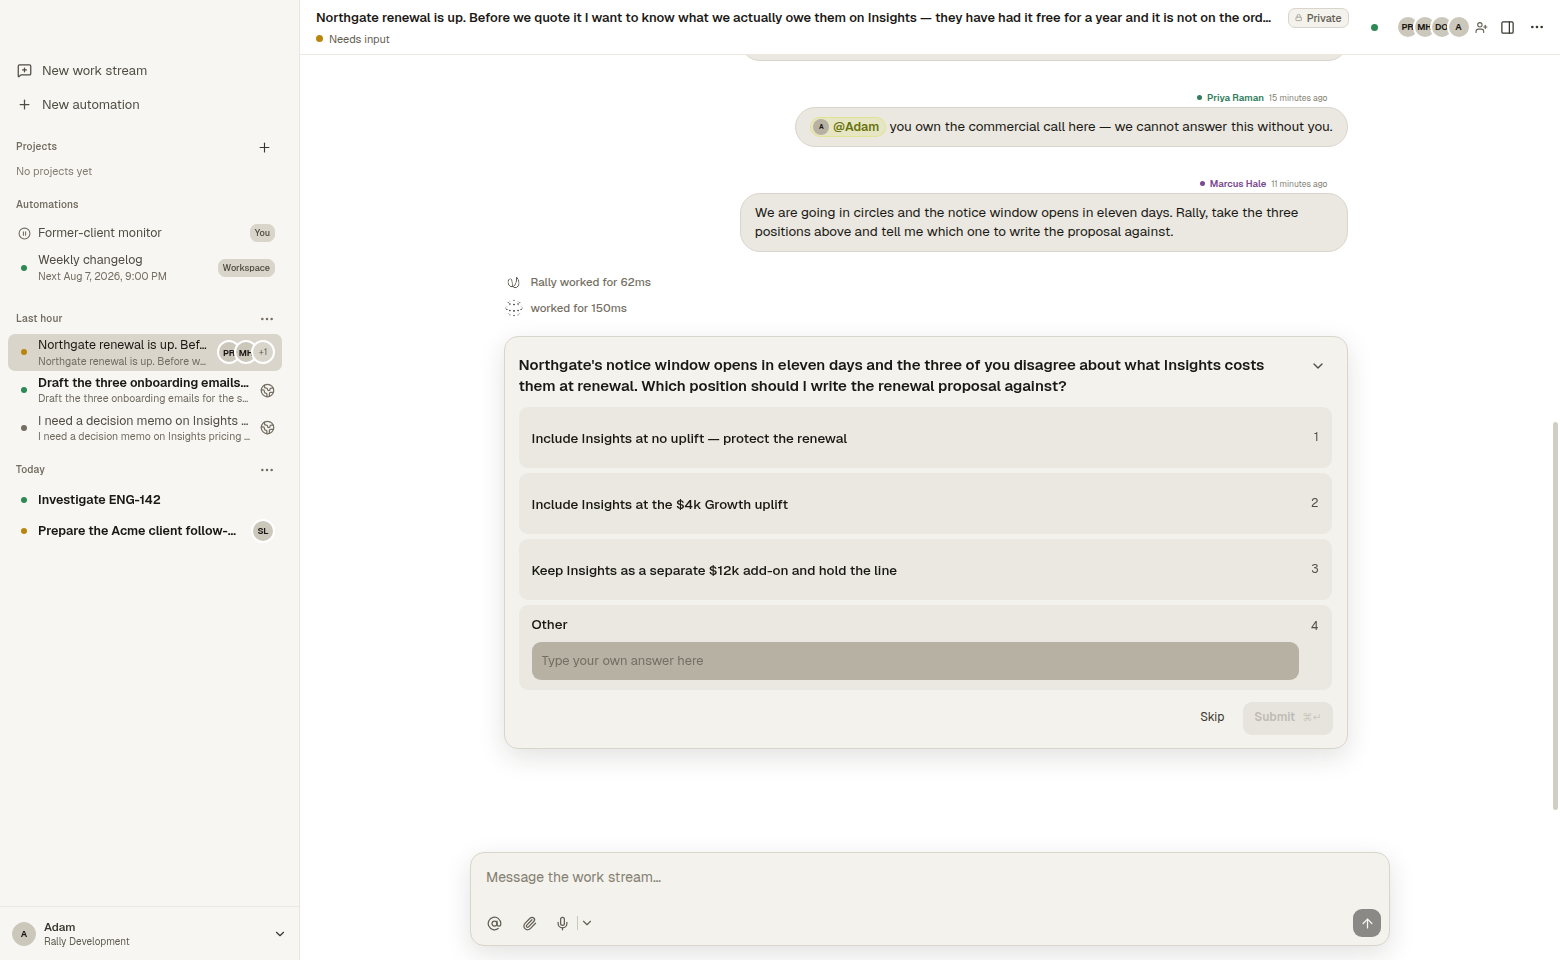 New work stream
New automation
Projects
No projects yet
Automations
Former-client monitor
You
Weekly changelog
Next Aug 7, 2026, 9:00 PM
Workspace
Last hour
Northgate renewal is up. Bef...
Northgate renewal is up. Before w...
PR
MH
+1
Draft the three onboarding emails...
Draft the three onboarding emails for the s...
I need a decision memo on Insights ...
I need a decision memo on Insights pricing ...
Today
Investigate ENG-142
Prepare the Acme client follow-...
SL
A
Adam
Rally Development
Northgate renewal is up. Before we quote it I want to know what we actually owe them on Insights — they have had it free for a year and it is not on the ord...
Private
Needs input
PR
MH
DO
A
Priya Raman 15 minutes ago
A @Adam you own the commercial call here — we cannot answer this without you.
Marcus Hale 11 minutes ago
We are going in circles and the notice window opens in eleven days. Rally, take the three
positions above and tell me which one to write the proposal against.
Rally worked for 62ms
worked for 150ms
Northgate's notice window opens in eleven days and the three of you disagree about what Insights costs
them at renewal. Which position should I write the renewal proposal against?
Include Insights at no uplift — protect the renewal
1
Include Insights at the $4k Growth uplift
2
Keep Insights as a separate $12k add-on and hold the line
3
Other
4
Type your own answer here
Skip
Submit ⌘↵
Message the work stream...